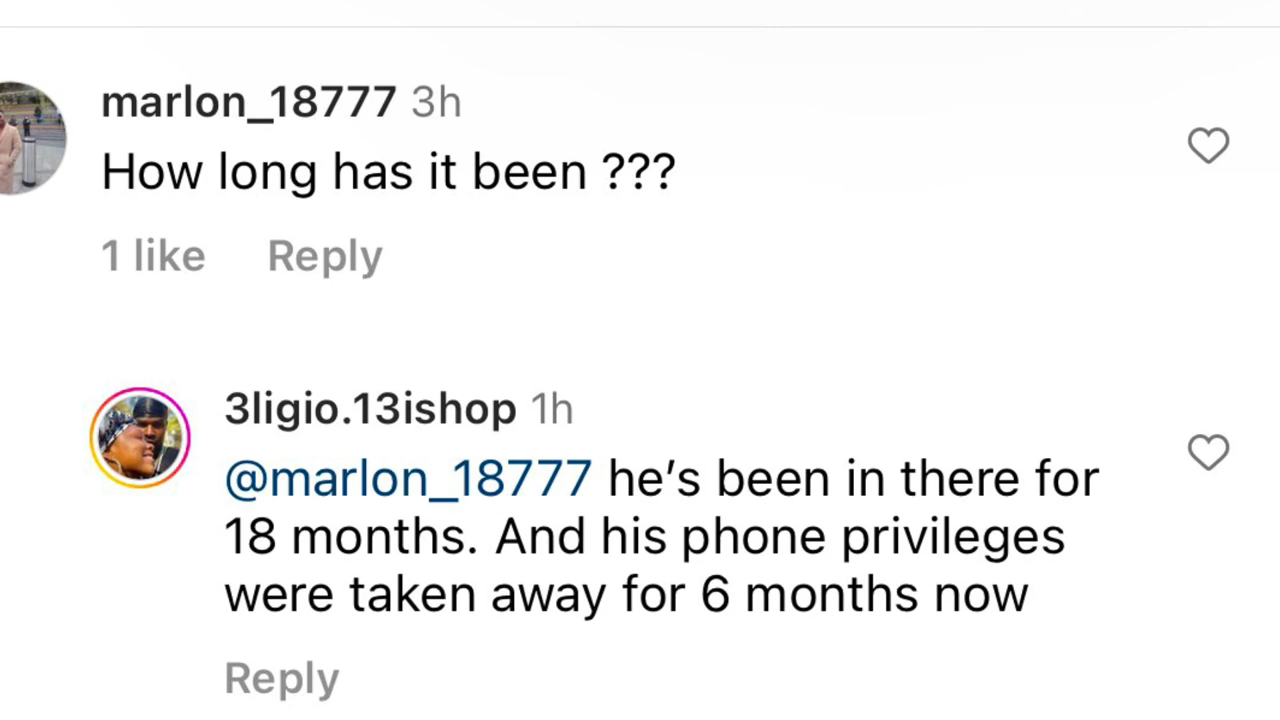 marlon_18777 3h
How long has it been ???
1 like Reply
3ligio.13ishop 1h
@marlon_18777 he's been in there for
18 months. And his phone privileges
were taken away for 6 months now
Reply